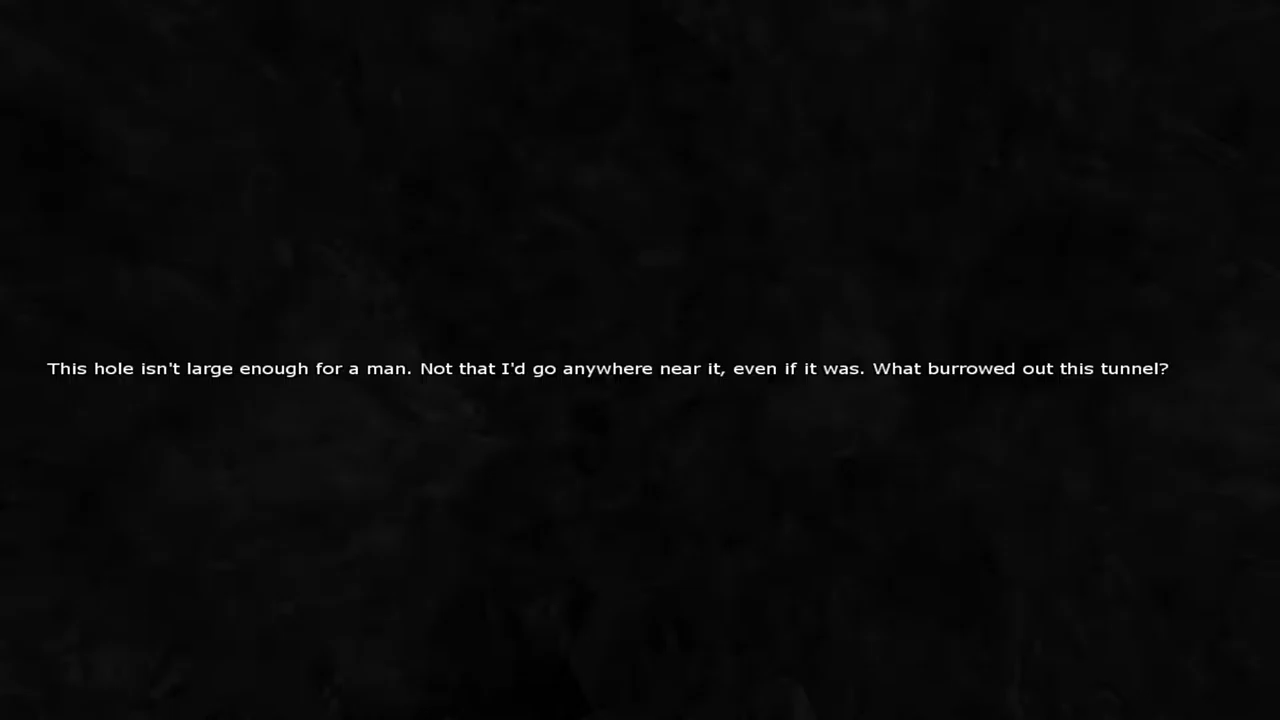 This hole isn't large enough for a man. Not that I'd go anywhere near it, even if it was. What burrowed out this tunnel?